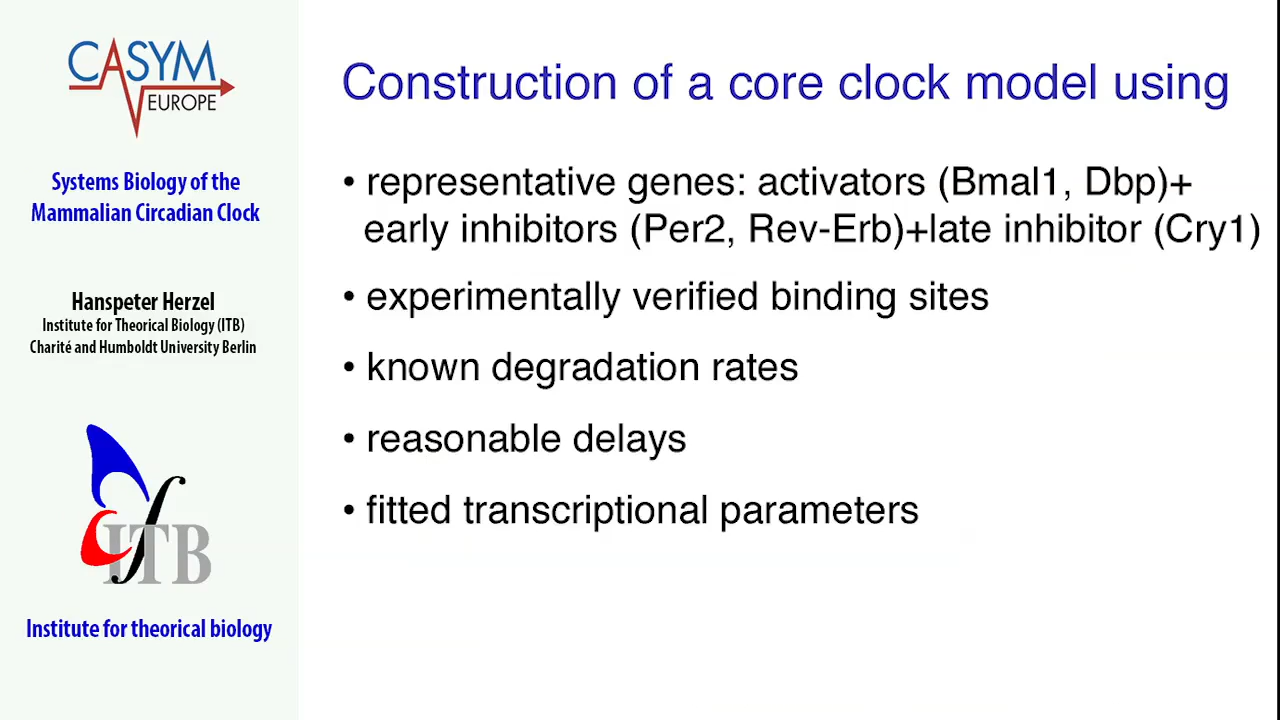 CASYM
EUROPE
Systems Biology of the
Mammalian Circadian Clock
Hanspeter Herzel
Institute for Theorical Biology (ITB)
Charité and Humboldt University Berlin
ITB
Institute for theorical biology
Construction of a core clock model using
• representative genes: activators (Bmal1, Dbp)+
early inhibitors (Per2, Rev-Erb)+late inhibitor (Cry1)
• experimentally verified binding sites
• known degradation rates
• reasonable delays
• fitted transcriptional parameters